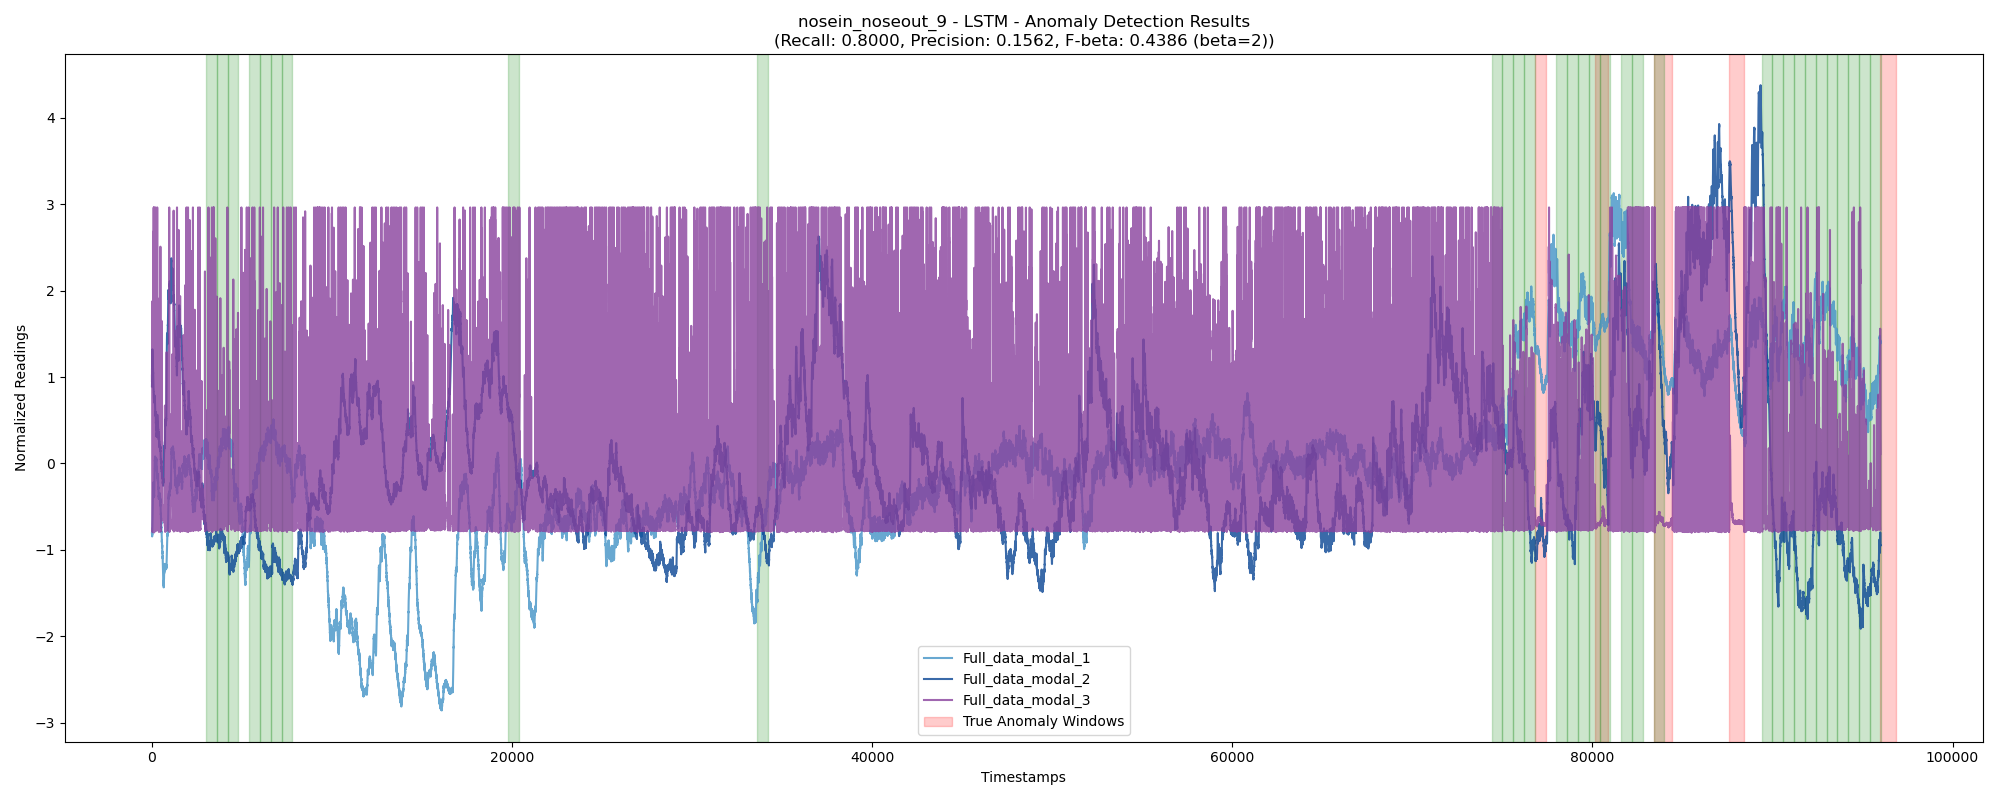 nosein_noseout_9 - LSTM - Anomaly Detection Results
(Recall: 0.8000, Precision: 0.1562, F-beta: 0.4386 (beta=2))
Normalized Readings
4
3
2
1
0
−1
−2
−3
Full_data_modal_1
Full_data_modal_2
Full_data_modal_3
True Anomaly Windows
0
20000
40000
60000
80000
100000
Timestamps